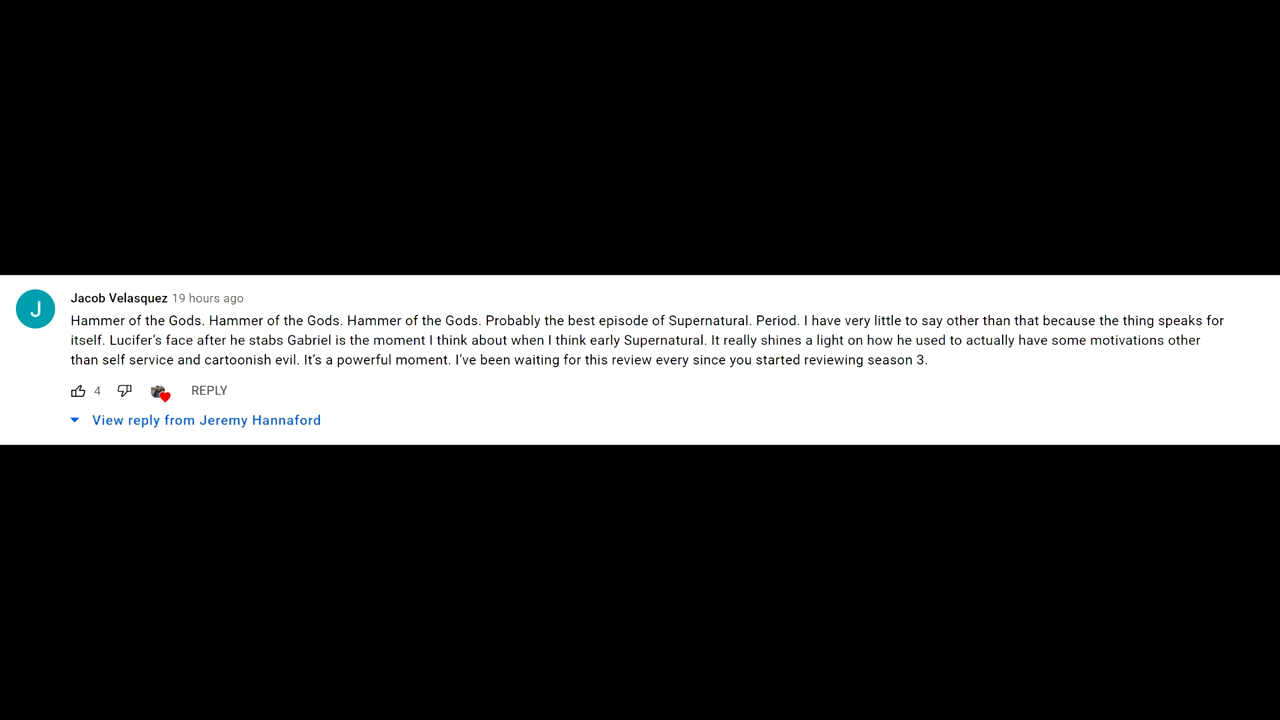 Jacob Velasquez 19 hours ago
Hammer of the Gods. Hammer of the Gods. Hammer of the Gods. Probably the best episode of Supernatural. Period. I have very little to say other than that because the thing speaks for
itself. Lucifer’s face after he stabs Gabriel is the moment I think about when I think early Supernatural. It really shines a light on how he used to actually have some motivations other
than self service and cartoonish evil. It’s a powerful moment. I’ve been waiting for this review every since you started reviewing season 3.
4 REPLY
View reply from Jeremy Hannaford
J